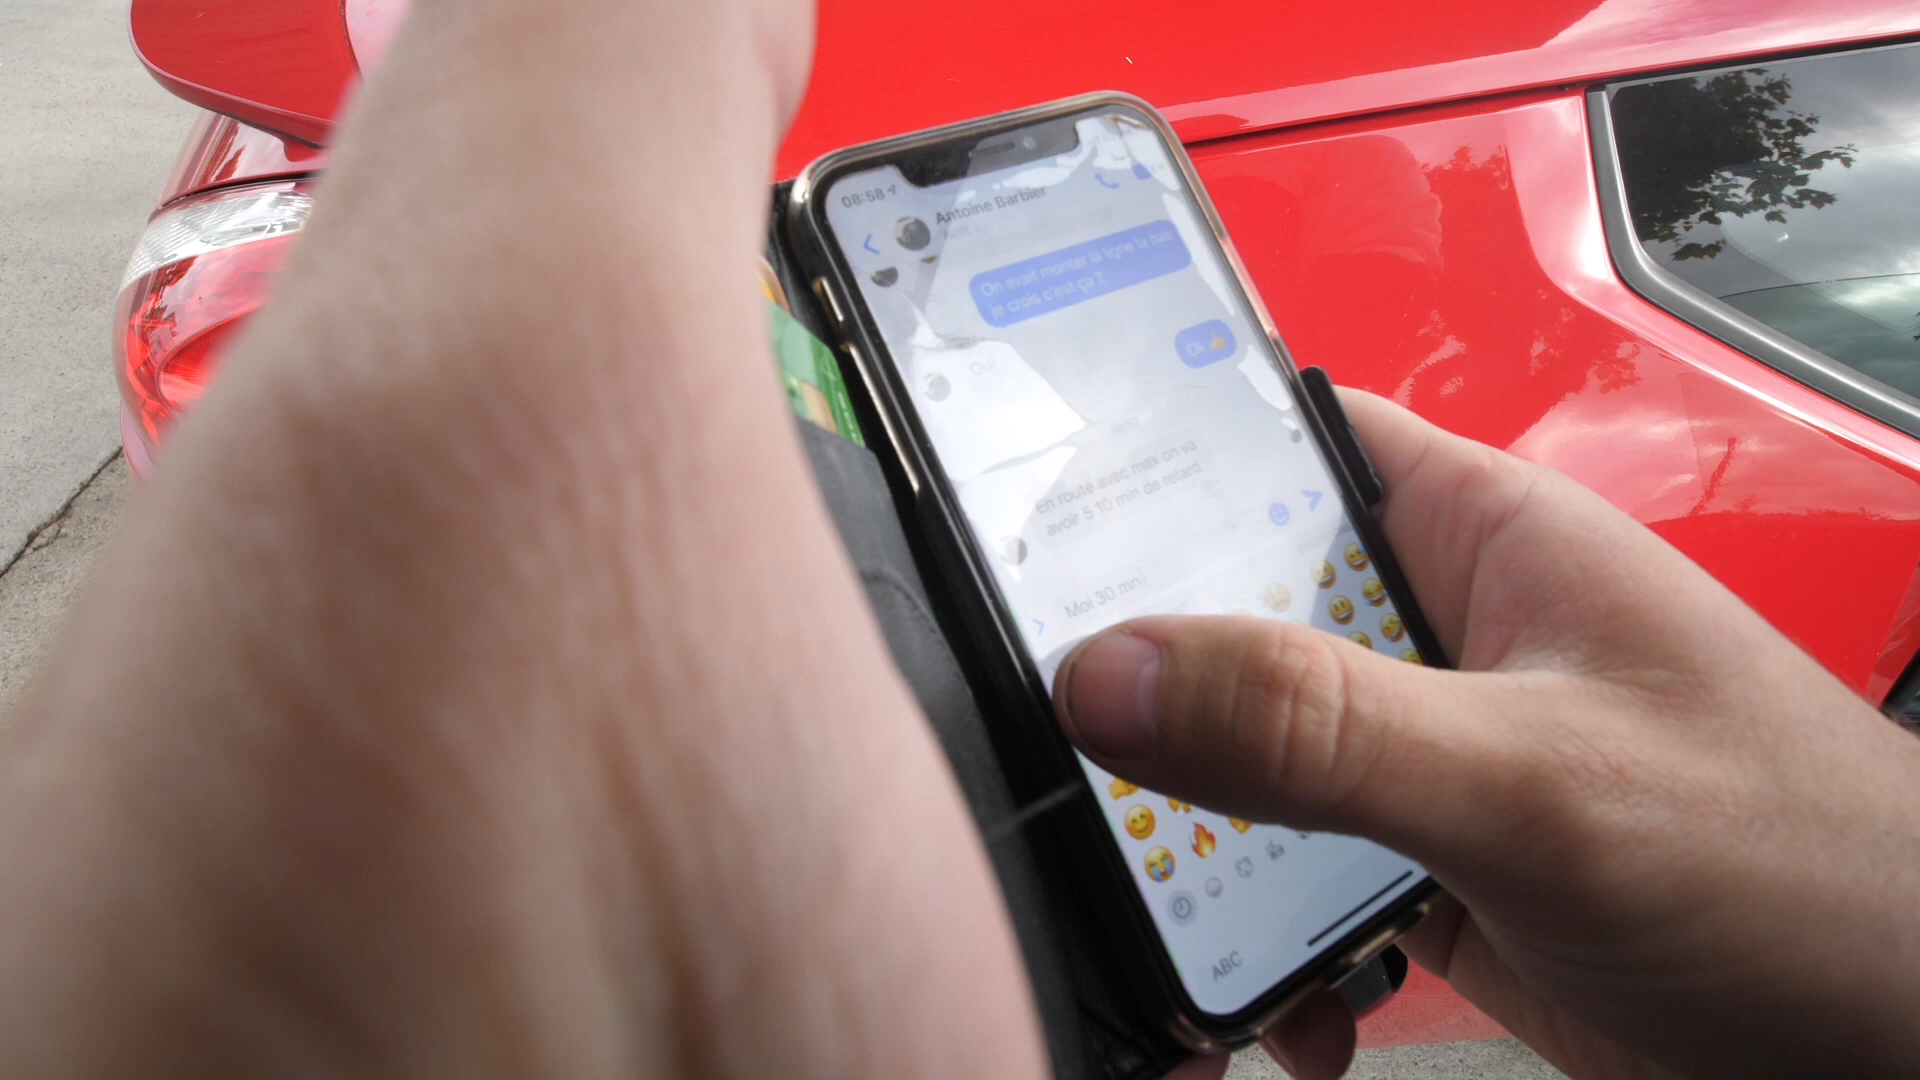 08:58
Antoine Barbier
On avait monter la ligne la bas
je crois c'est ça ?
Ok 👍
Oui
En route avec max on va
avoir 5 10 min de retard
Moi 30 mn
ABC